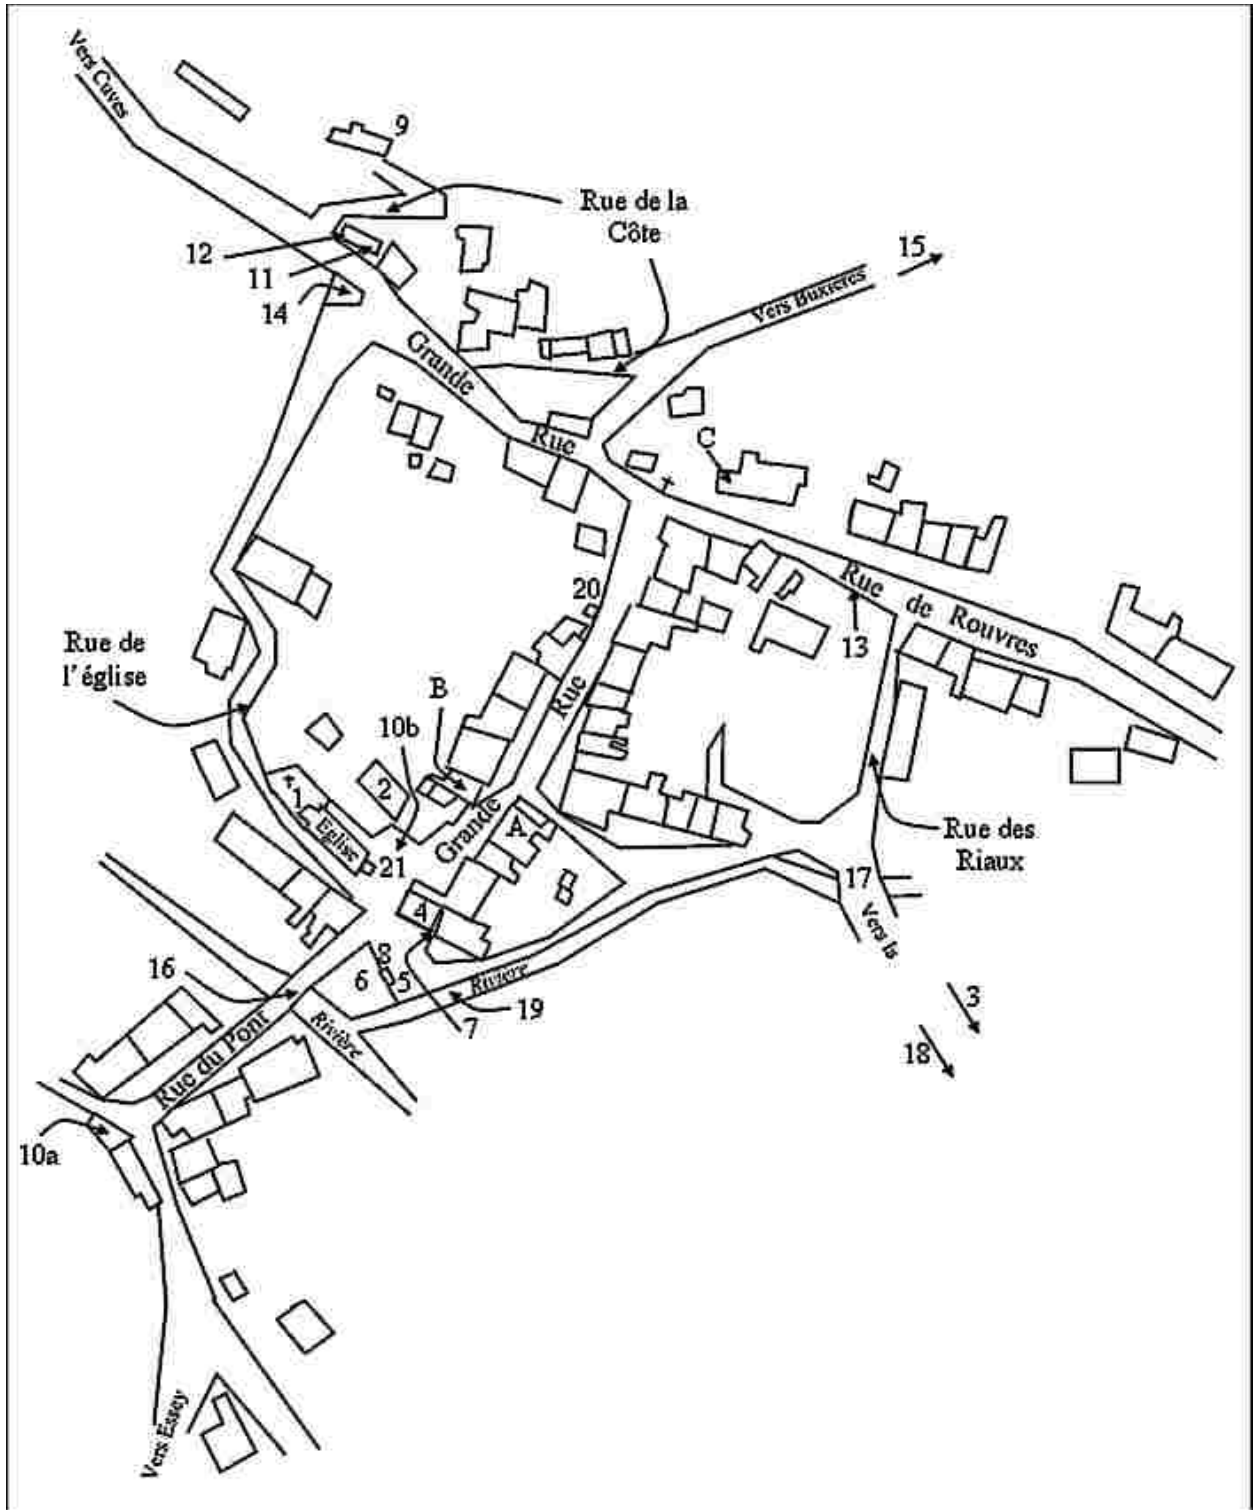 Vers Cuves
9
Rue de la
Côte
12
11
14
15
Vers Buxieres
Grande
Rue
C
20
Rue de Rouvres
13
Rue de
l'église
B
10b
Rue
2
1
Eglise
21
Grande
A
4
Rue des
Riaux
17
Vers Is
16
8
6
5
Rivière
19
7
3
18
Rivière
Rue du Pont
10a
Vers Essey